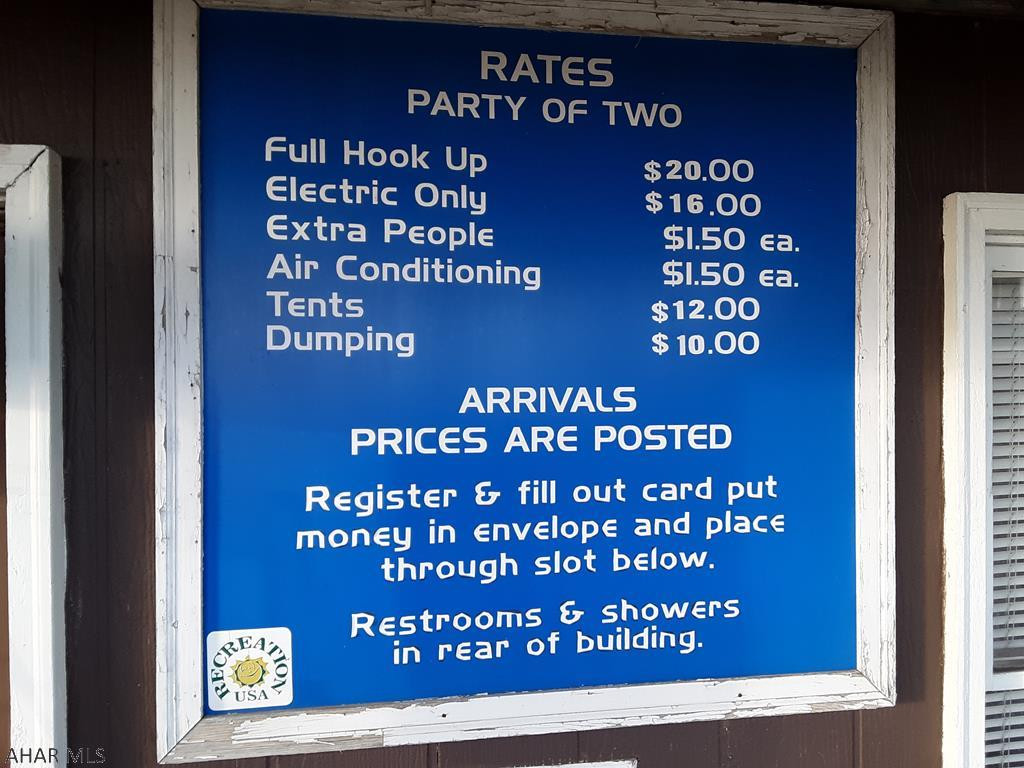 RATES
PARTY OF TWO
Full Hook Up $20.00
Electric Only $16.00
Extra People $1.50 ea.
Air Conditioning $1.50 ea.
Tents $12.00
Dumping $10.00
ARRIVALS
PRICES ARE POSTED
Register & fill out card put
money in envelope and place
through slot below.
Restrooms & showers
in rear of building.
RECREATION
USA
AHAR MLS